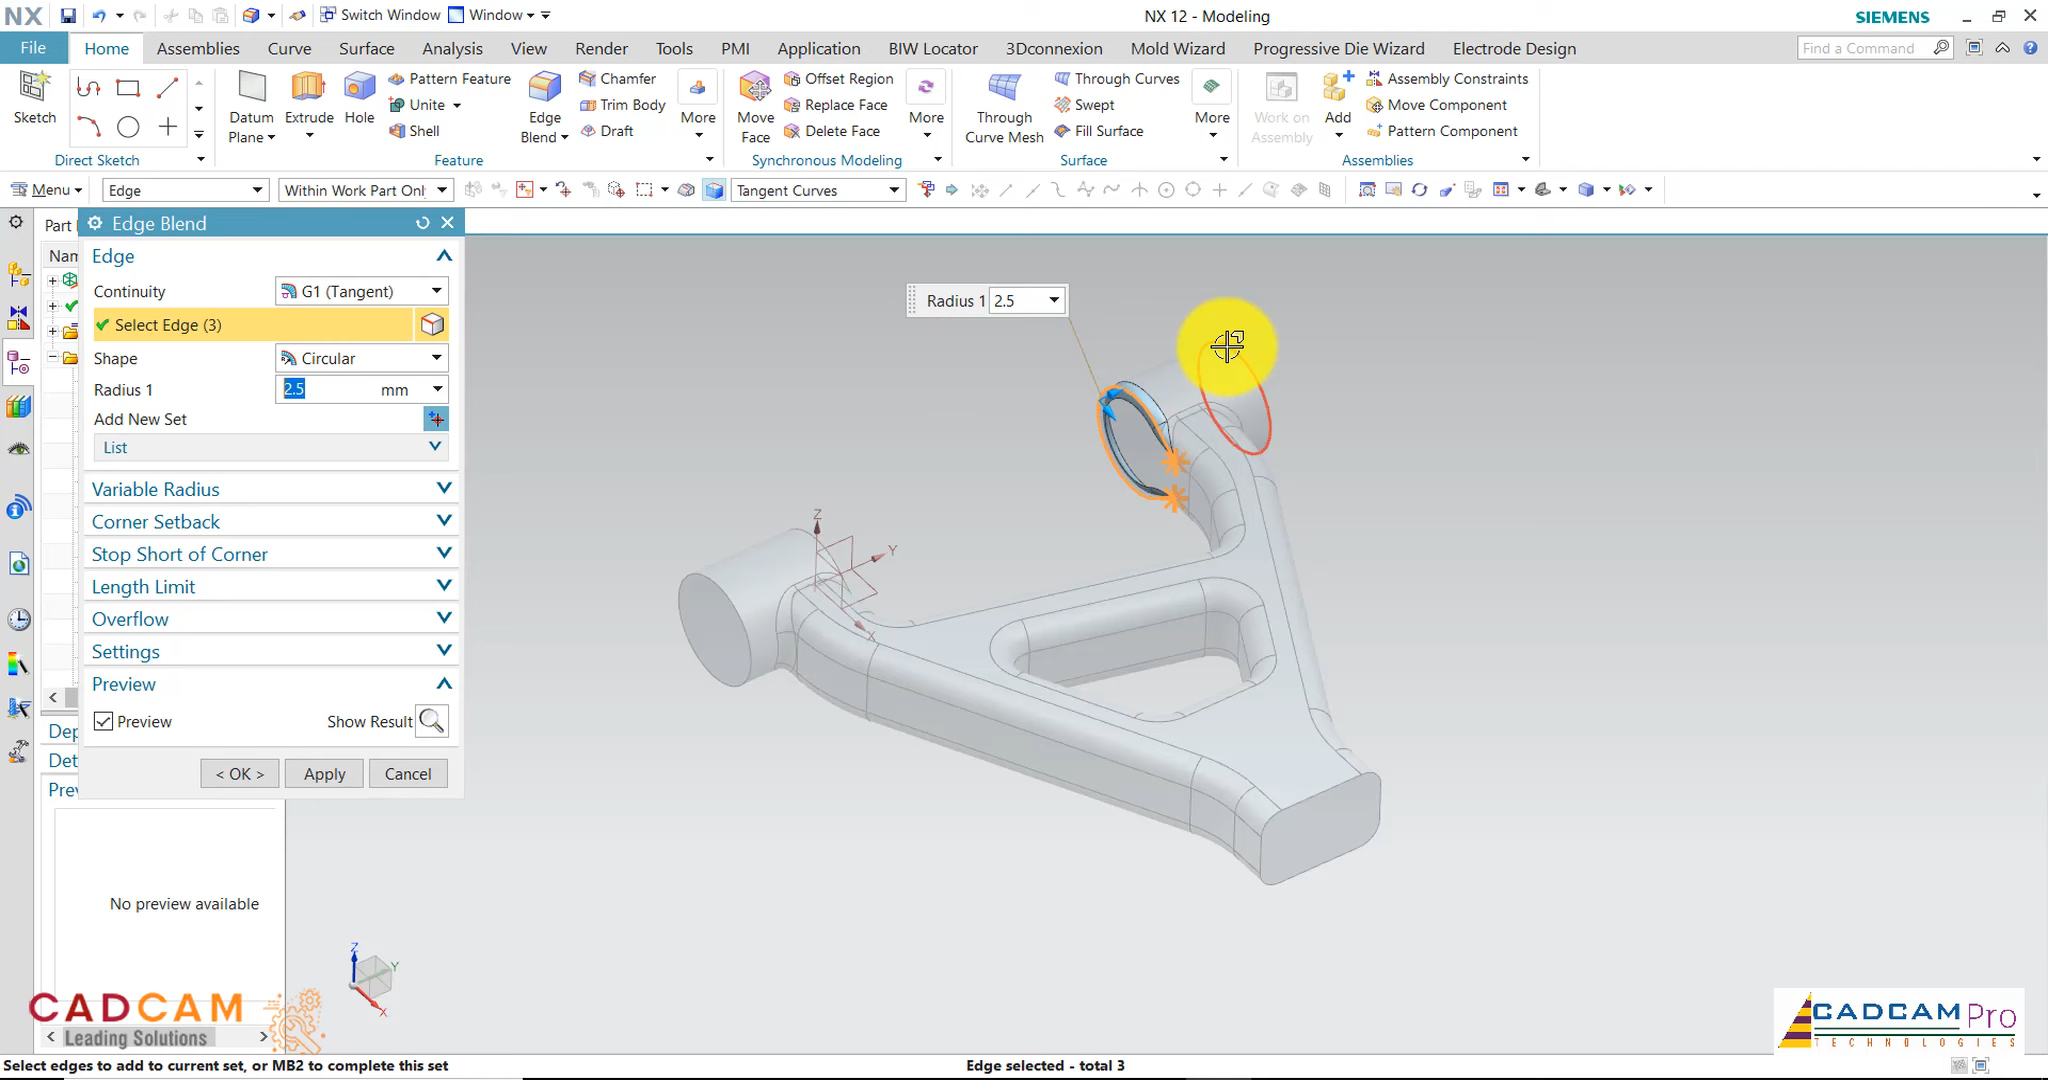 NX
Switch Window
Window
NX 12 - Modeling
SIEMENS
File
Home
Assemblies
Curve
Surface
Analysis
View
Render
Tools
PMI
Application
BIW Locator
3Dconnexion
Mold Wizard
Progressive Die Wizard
Electrode Design
Find a Command
Sketch
Direct Sketch
Datum Plane
Extrude
Hole
Pattern Feature
Unite
Shell
Edge Blend
Chamfer
Trim Body
Draft
More
Feature
Move Face
Offset Region
Replace Face
Delete Face
More
Synchronous Modeling
Through Curve Mesh
Through Curves
Swept
Fill Surface
More
Surface
Work on Assembly
Add
Assembly Constraints
Move Component
Pattern Component
Assemblies
Menu
Edge
Within Work Part Onl
Tangent Curves
Part
Nam
Edge Blend
Edge
Continuity
G1 (Tangent)
Select Edge (3)
Shape
Circular
Radius 1
2.5
mm
Add New Set
List
Variable Radius
Corner Setback
Stop Short of Corner
Length Limit
Overflow
Settings
Preview
Preview
Show Result
< OK >
Apply
Cancel
Dep
Det
Prev
No preview available
Radius 1 2.5
Z
Y
X
Z
Y
X
CADCAM
Leading Solutions
CADCAM Pro
TECHNOLOGIES
Select edges to add to current set, or MB2 to complete this set
Edge selected - total 3